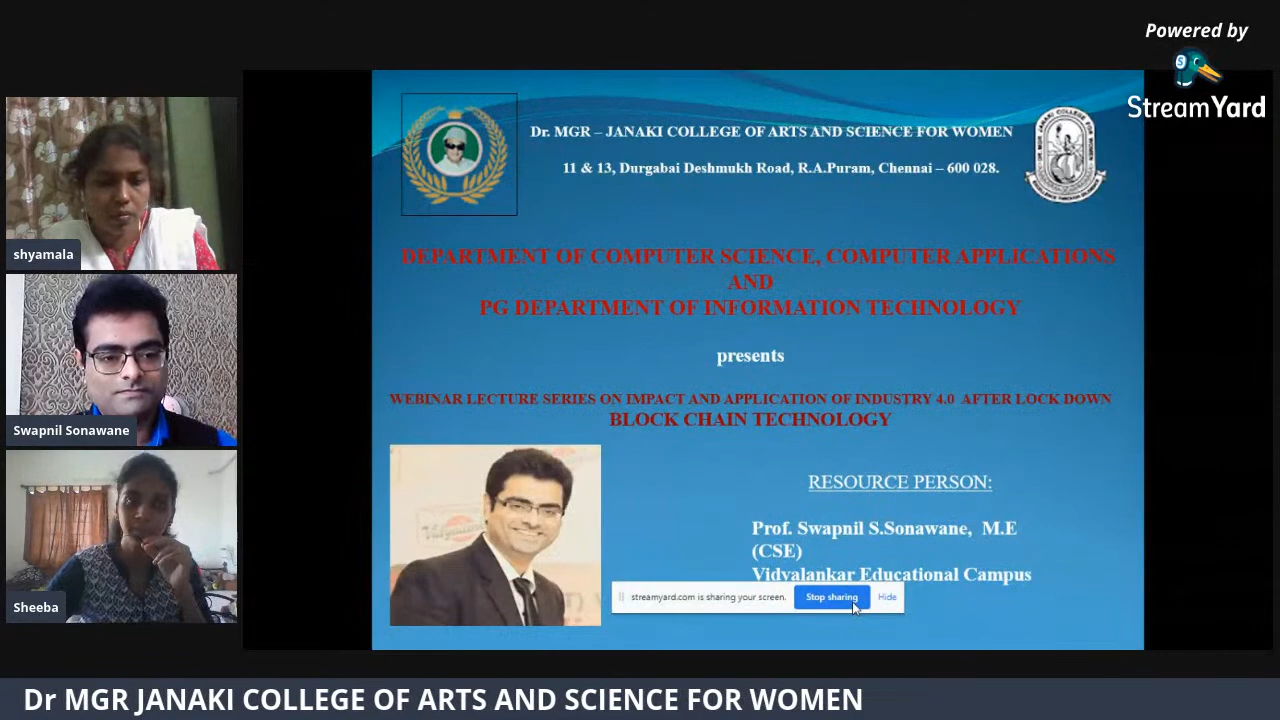 Powered by
StreamYard
Dr. MGR – JANAKI COLLEGE OF ARTS AND SCIENCE FOR WOMEN
11 & 13, Durgabai Deshmukh Road, R.A.Puram, Chennai – 600 028.
DEPARTMENT OF COMPUTER SCIENCE, COMPUTER APPLICATIONS
AND
PG DEPARTMENT OF INFORMATION TECHNOLOGY
presents
WEBINAR LECTURE SERIES ON IMPACT AND APPLICATION OF INDUSTRY 4.0 AFTER LOCK DOWN
BLOCK CHAIN TECHNOLOGY
RESOURCE PERSON:
Prof. Swapnil S.Sonawane, M.E
(CSE)
Vidyalankar Educational Campus
streamyard.com is sharing your screen. Stop sharing Hide
shyamala
Swapnil Sonawane
Sheeba
Dr MGR JANAKI COLLEGE OF ARTS AND SCIENCE FOR WOMEN